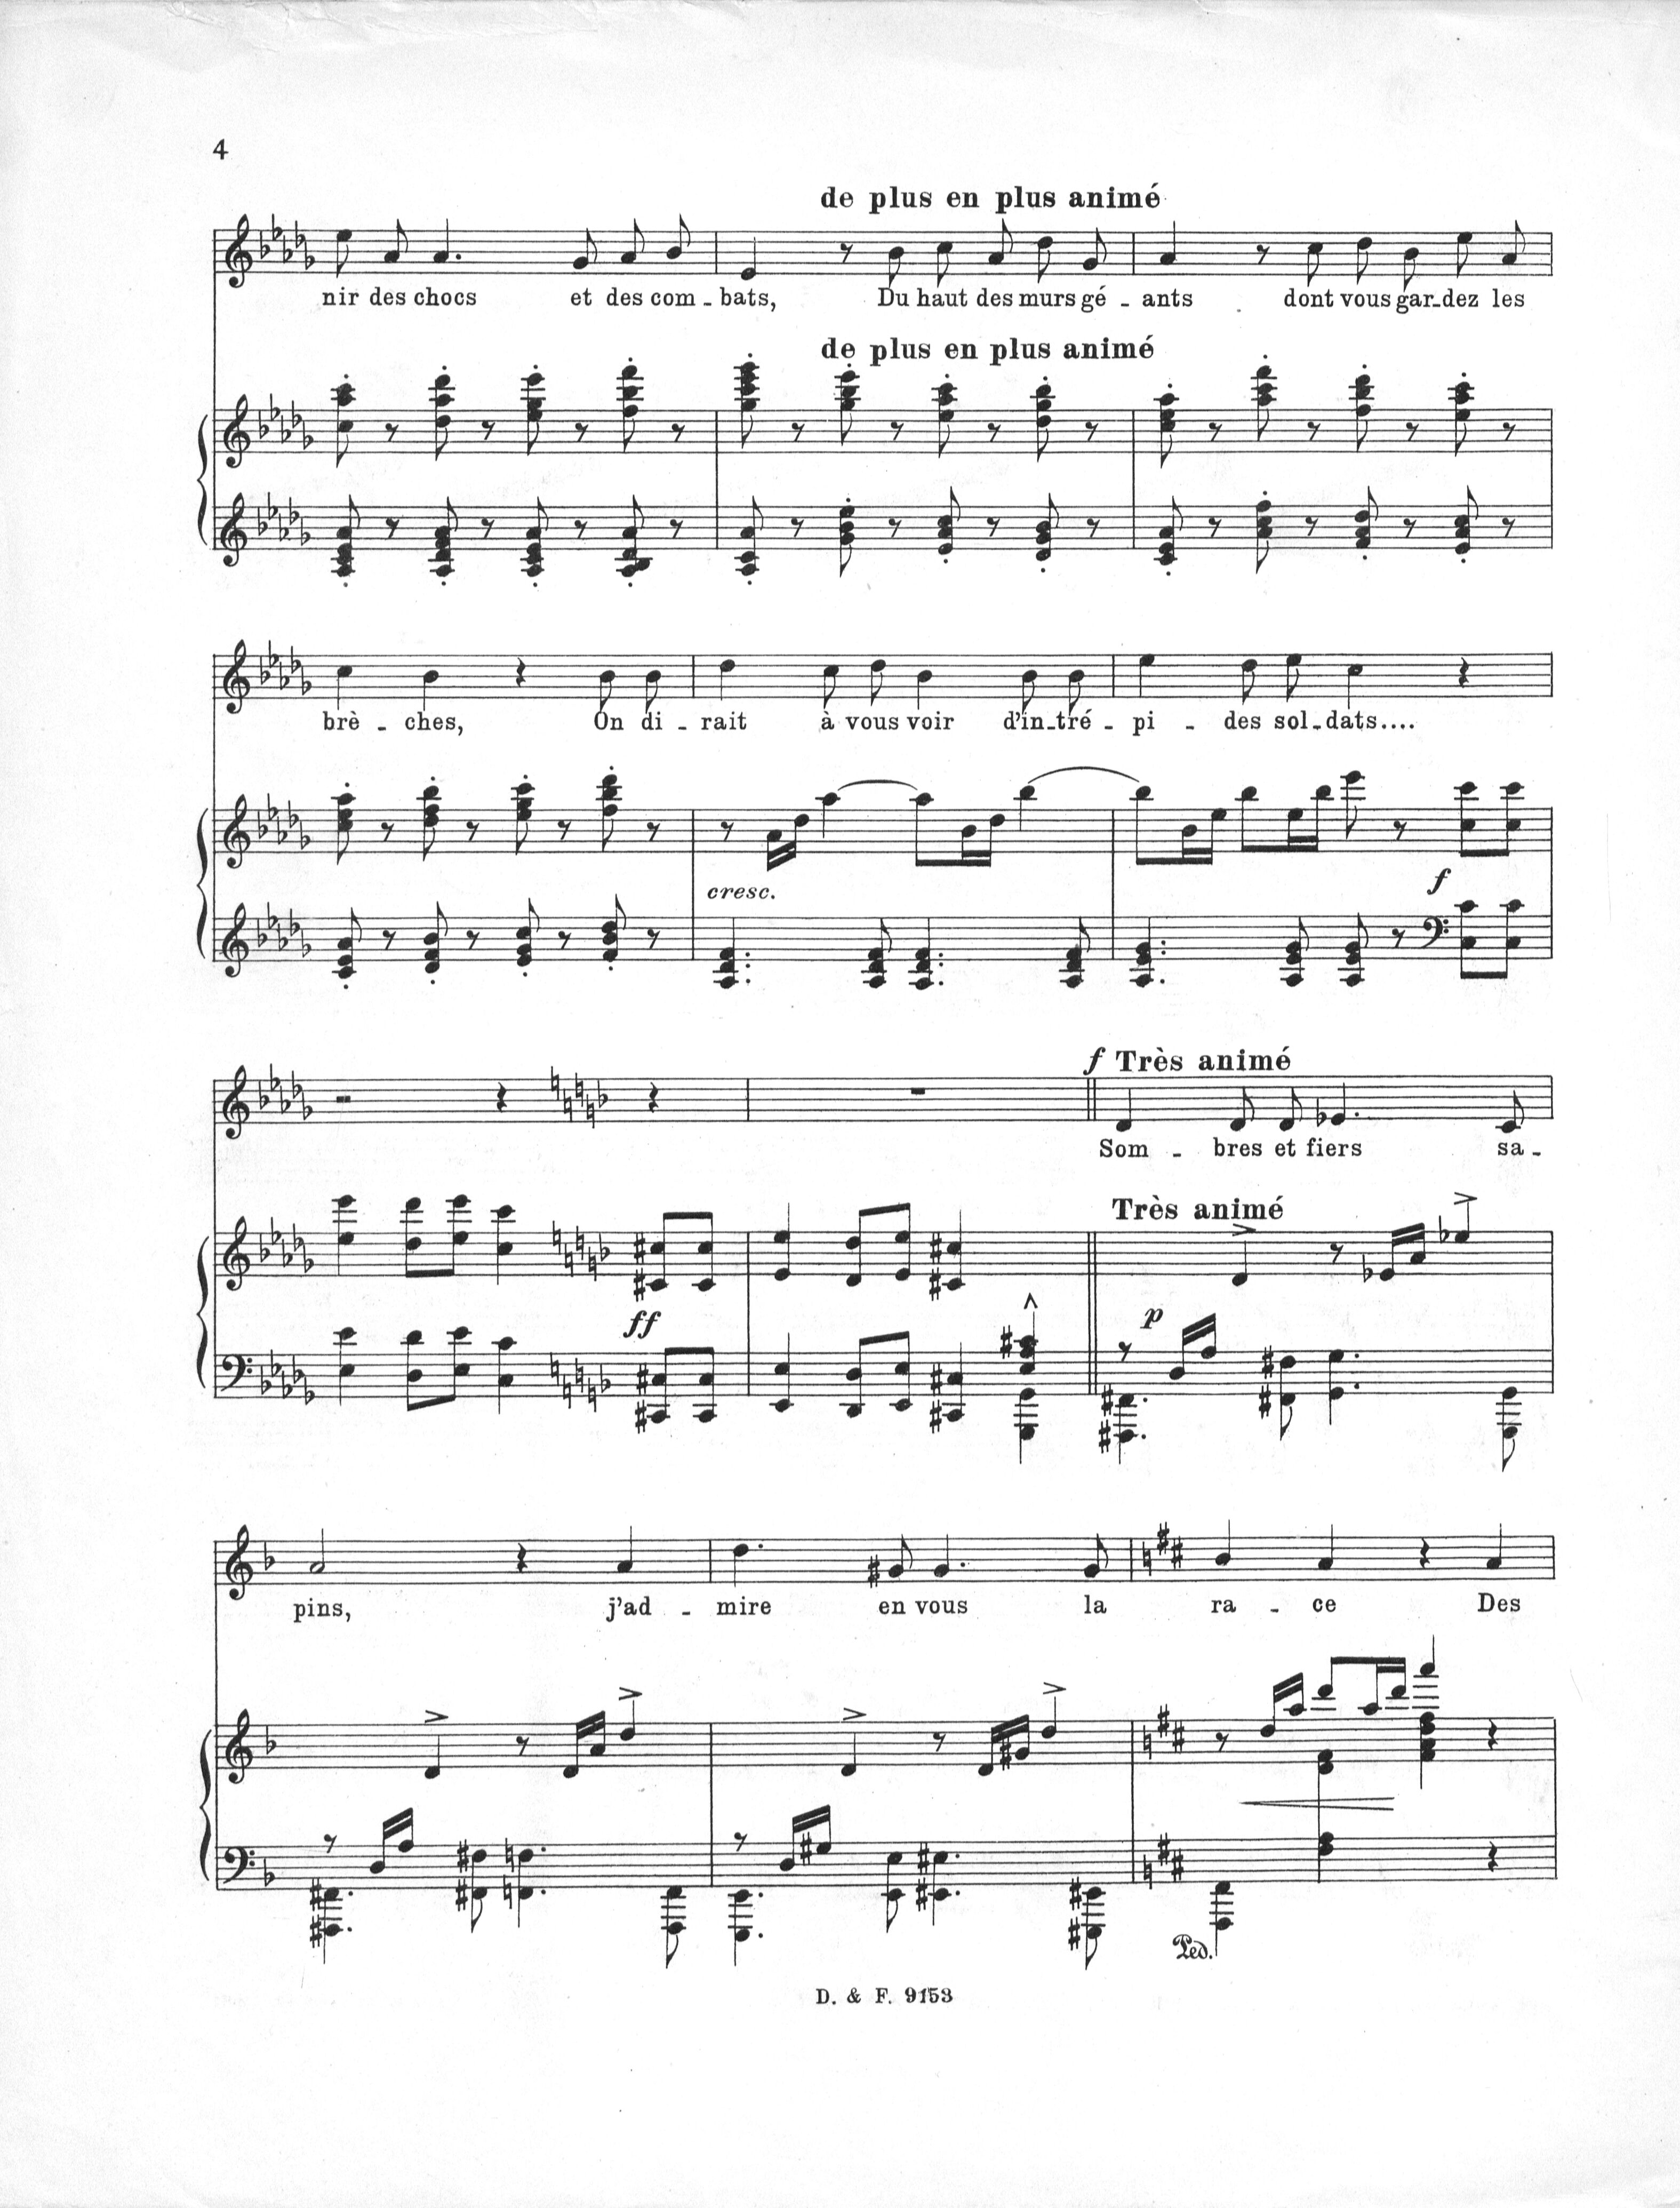 4
de plus en plus animé
nir des chocs et des com - bats, Du haut des murs gé - ants dont vous gar - dez les
de plus en plus animé
brè - ches, On di - rait à vous voir d'in - tré - pi - des sol - dats....
cresc.
f
f Très animé
Som - bres et fiers sa -
Très animé
ff
p
pins, j'ad - mire en vous la ra - ce Des
Ped.
D. & F. 9153